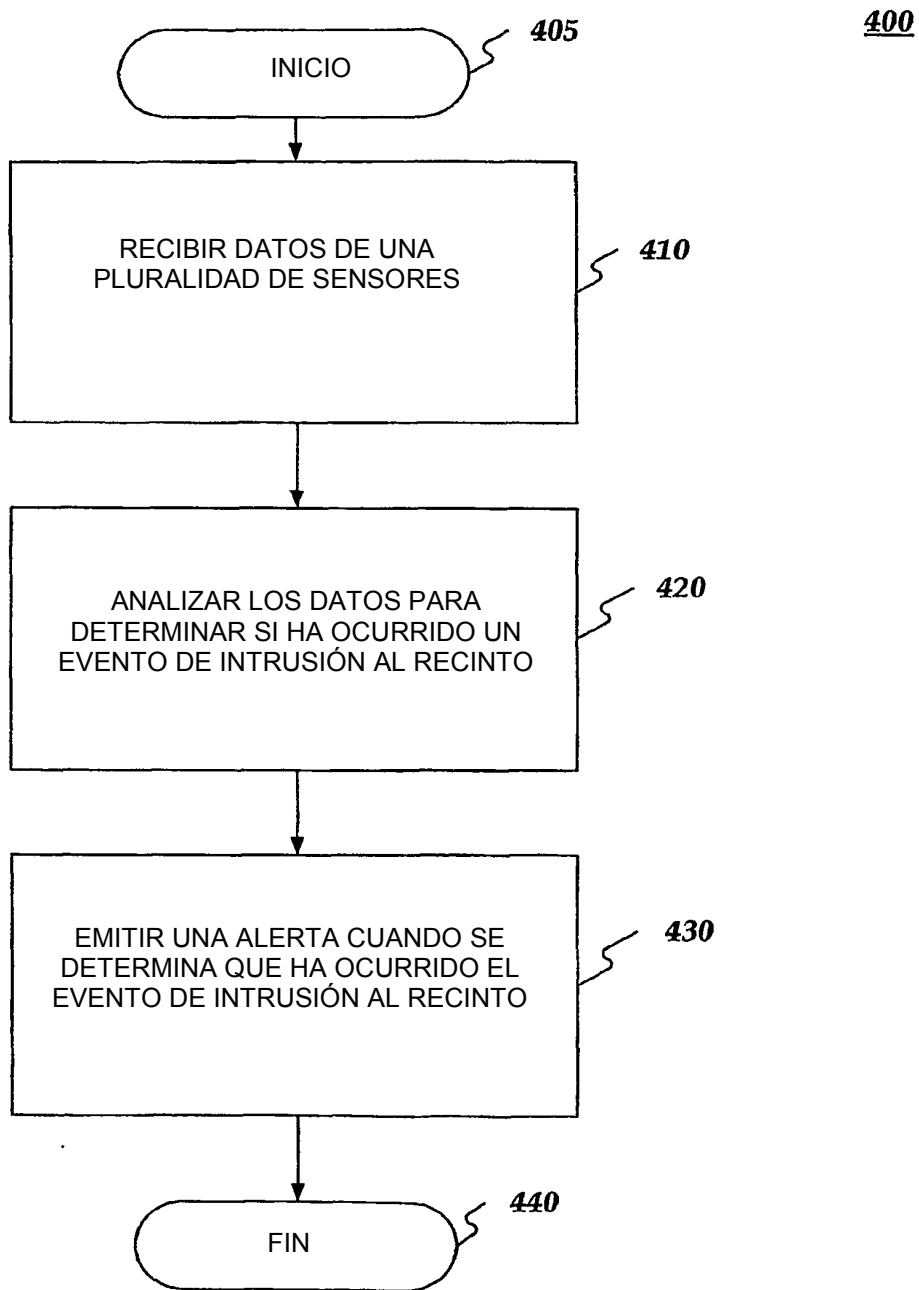 400
INICIO
405
RECIBIR DATOS DE UNA
PLURALIDAD DE SENSORES
410
ANALIZAR LOS DATOS PARA
DETERMINAR SI HA OCURRIDO UN
EVENTO DE INTRUSIÓN AL RECINTO
420
EMITIR UNA ALERTA CUANDO SE
DETERMINA QUE HA OCURRIDO EL
EVENTO DE INTRUSIÓN AL RECINTO
430
FIN
440